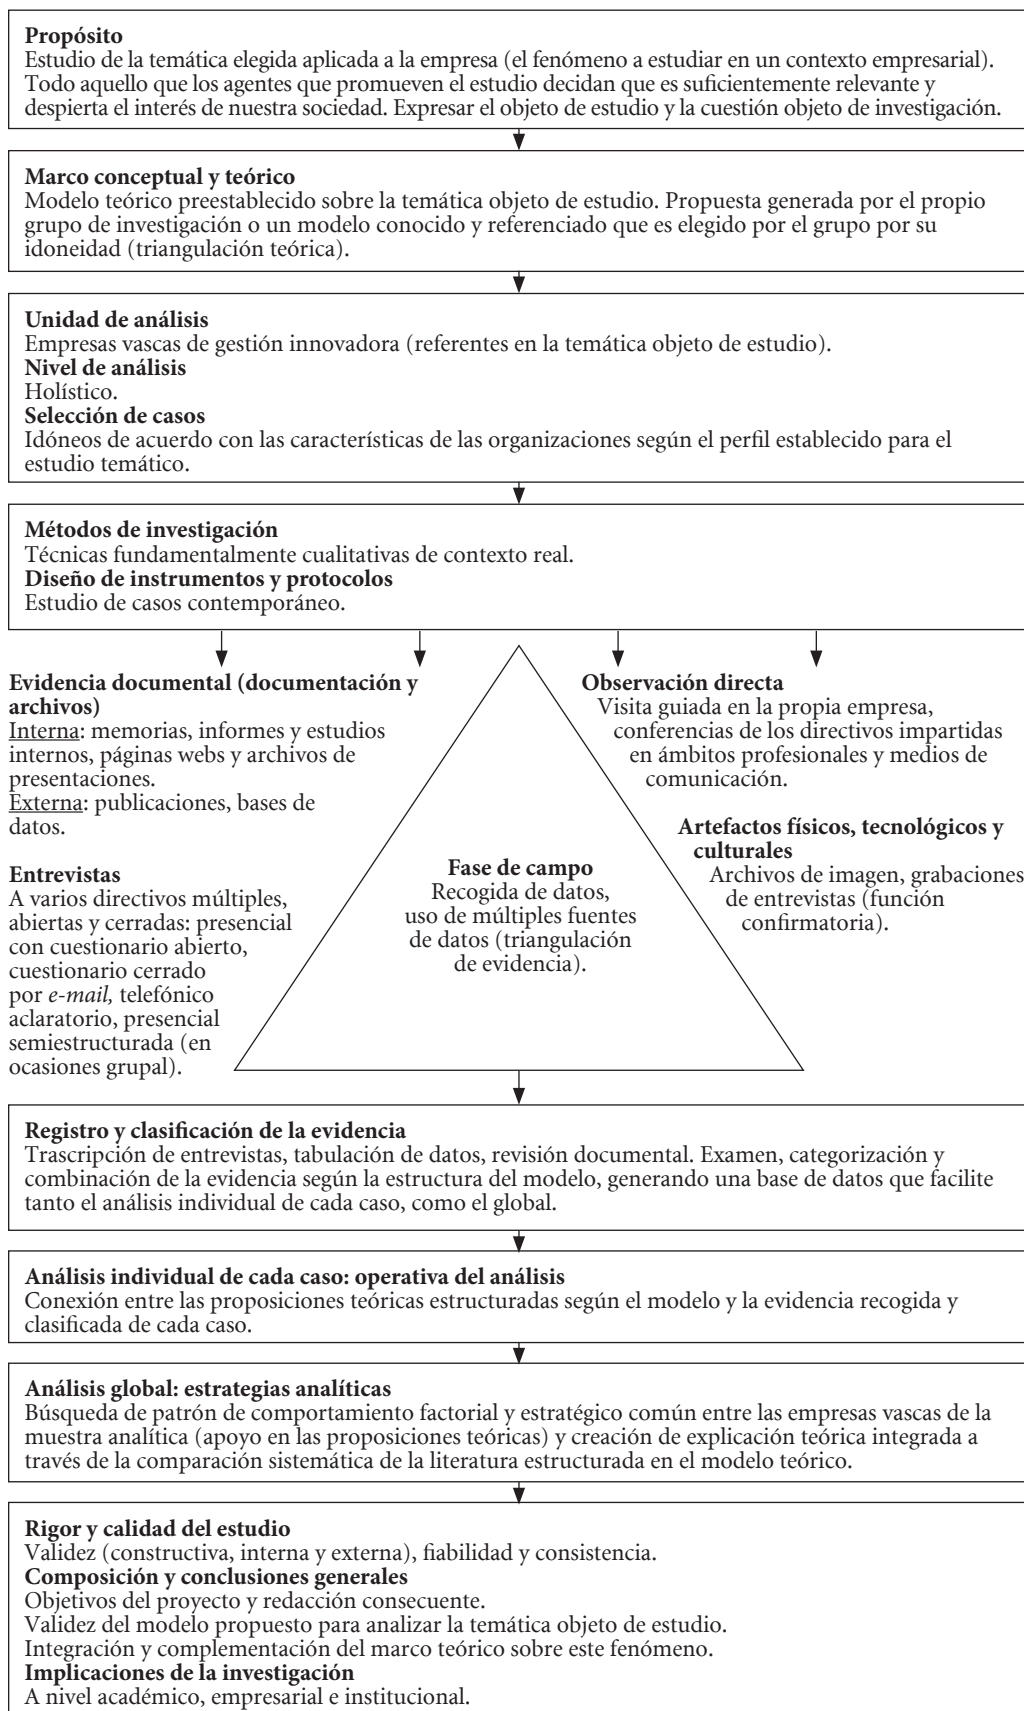 Propósito
Estudio de la temática elegida aplicada a la empresa (el fenómeno a estudiar en un contexto empresarial).
Todo aquello que los agentes que promueven el estudio decidan que es suficientemente relevante y
despierta el interés de nuestra sociedad. Expresar el objeto de estudio y la cuestión objeto de investigación.
Marco conceptual y teórico
Modelo teórico preestablecido sobre la temática objeto de estudio. Propuesta generada por el propio
grupo de investigación o un modelo conocido y referenciado que es elegido por el grupo por su
idoneidad (triangulación teórica).
Unidad de análisis
Empresas vascas de gestión innovadora (referentes en la temática objeto de estudio).
Nivel de análisis
Holístico.
Selección de casos
Idóneos de acuerdo con las características de las organizaciones según el perfil establecido para el
estudio temático.
Métodos de investigación
Técnicas fundamentalmente cualitativas de contexto real.
Diseño de instrumentos y protocolos
Estudio de casos contemporáneo.
Evidencia documental (documentación y
archivos)
Interna: memorias, informes y estudios
internos, páginas webs y archivos de
presentaciones.
Externa: publicaciones, bases de
datos.
Entrevistas
A varios directivos múltiples,
abiertas y cerradas: presencial
con cuestionario abierto,
cuestionario cerrado
por e-mail, telefónico
aclaratorio, presencial
semiestructurada (en
ocasiones grupal).
Fase de campo
Recogida de datos,
uso de múltiples fuentes
de datos (triangulación
de evidencia).
Observación directa
Visita guiada en la propia empresa,
conferencias de los directivos impartidas
en ámbitos profesionales y medios de
comunicación.
Artefactos físicos, tecnológicos y
culturales
Archivos de imagen, grabaciones
de entrevistas (función
confirmatoria).
Registro y clasificación de la evidencia
Trascripción de entrevistas, tabulación de datos, revisión documental. Examen, categorización y
combinación de la evidencia según la estructura del modelo, generando una base de datos que facilite
tanto el análisis individual de cada caso, como el global.
Análisis individual de cada caso: operativa del análisis
Conexión entre las proposiciones teóricas estructuradas según el modelo y la evidencia recogida y
clasificada de cada caso.
Análisis global: estrategias analíticas
Búsqueda de patrón de comportamiento factorial y estratégico común entre las empresas vascas de la
muestra analítica (apoyo en las proposiciones teóricas) y creación de explicación teórica integrada a
través de la comparación sistemática de la literatura estructurada en el modelo teórico.
Rigor y calidad del estudio
Validez (constructiva, interna y externa), fiabilidad y consistencia.
Composición y conclusiones generales
Objetivos del proyecto y redacción consecuente.
Validez del modelo propuesto para analizar la temática objeto de estudio.
Integración y complementación del marco teórico sobre este fenómeno.
Implicaciones de la investigación
A nivel académico, empresarial e institucional.